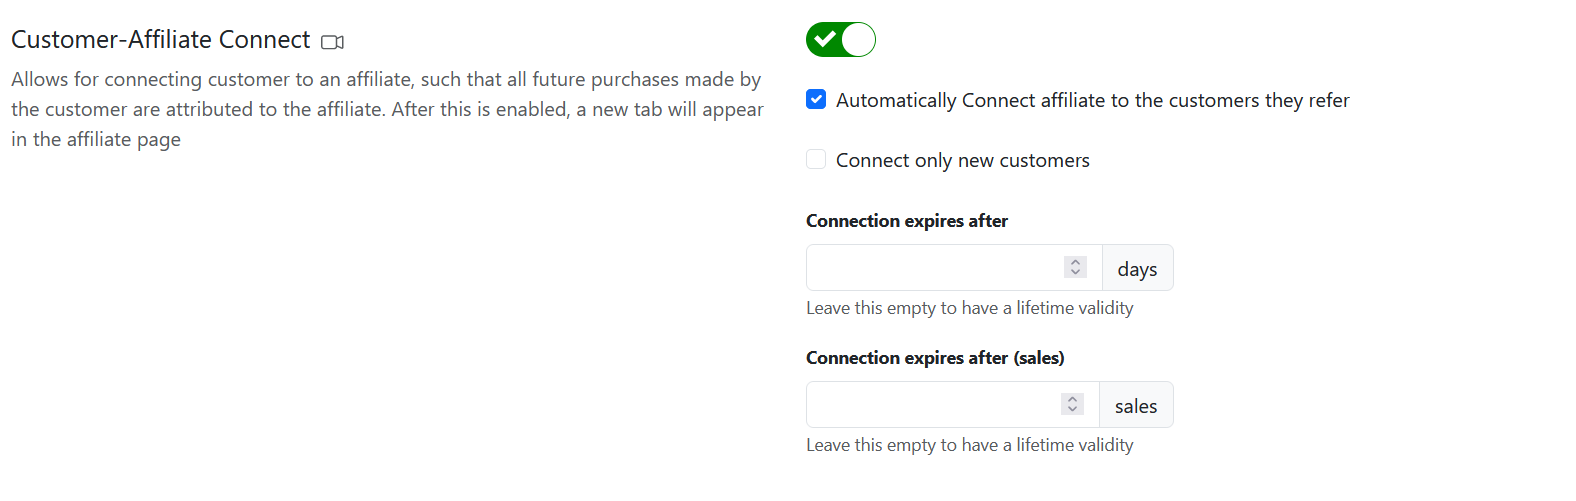 Customer-Affiliate Connect
Allows for connecting customer to an affiliate, such that all future purchases made by
the customer are attributed to the affiliate. After this is enabled, a new tab will appear
in the affiliate page
Automatically Connect affiliate to the customers they refer
Connect only new customers
Connection expires after
days
Leave this empty to have a lifetime validity
Connection expires after (sales)
sales
Leave this empty to have a lifetime validity